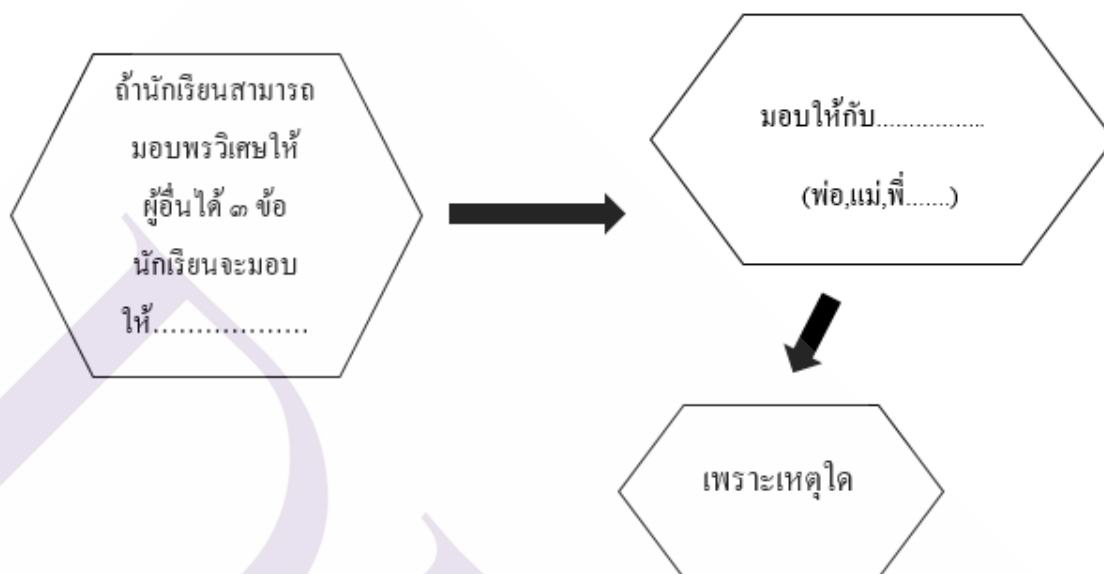 ถ้านักเรียนสามารถ
มอบพรวิเศษให้
ผู้อื่นได้ ๓ ข้อ
นักเรียนจะมอบ
ให้..................
มอบให้กับ................
(พ่อ,แม่,พี่.......)
เพราะเหตุใด